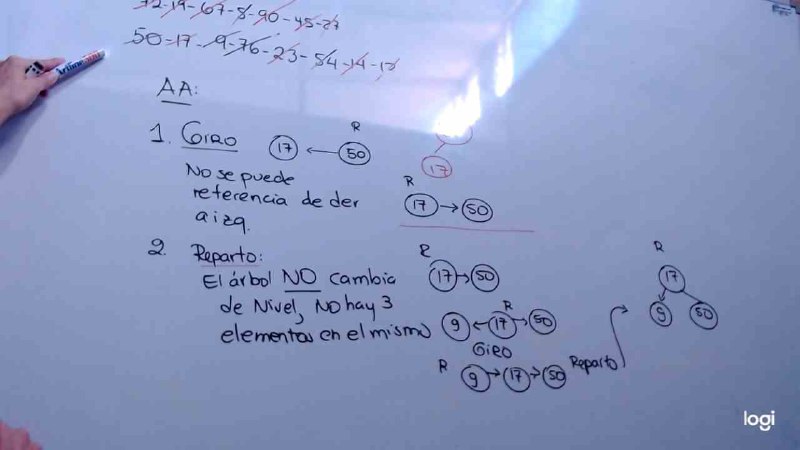 72-19-67-8-90-45-27
50-17-9-76-23-54-14-
AA:
1. GIRO
17 ← 50
R
17
No se puede
referencia de der
a izq.
R
17 → 50
2. Reparto:
El árbol NO cambia
de Nivel, NO hay 3
elementos en el mismo
R
17 → 50
R
9 ← 17 → 50
GIRO
R
9 → 17 → 50
Reparto
R
17
9 50
logi